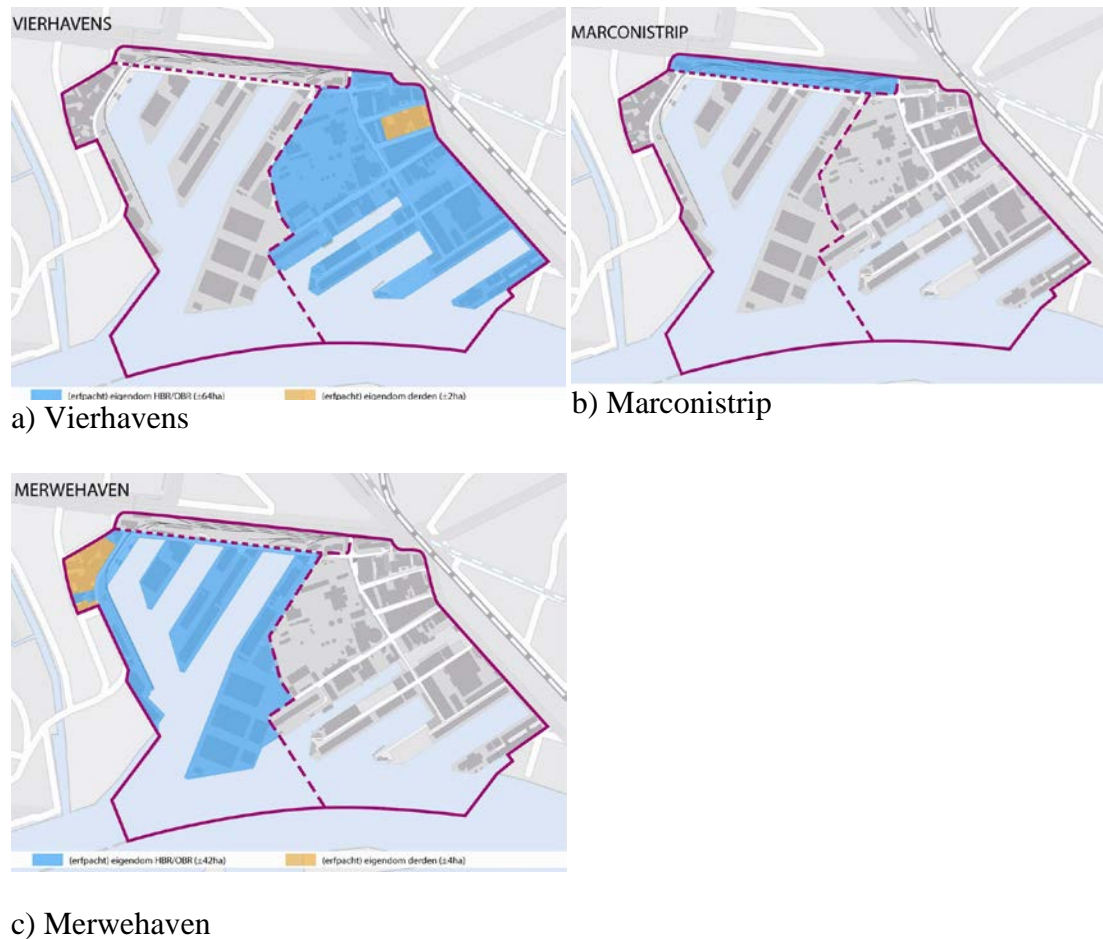 VIERHAVENS
(erfpacht) eigendom HBR/OBR (±64ha)
(erfpacht) eigendom derden (±2ha)
a) Vierhavens
MARCONISTRIP
b) Marconistrip
MERWEHAVEN
(erfpacht) eigendom HBR/OBR (±42ha)
(erfpacht) eigendom derden (±4ha)
c) Merwehaven